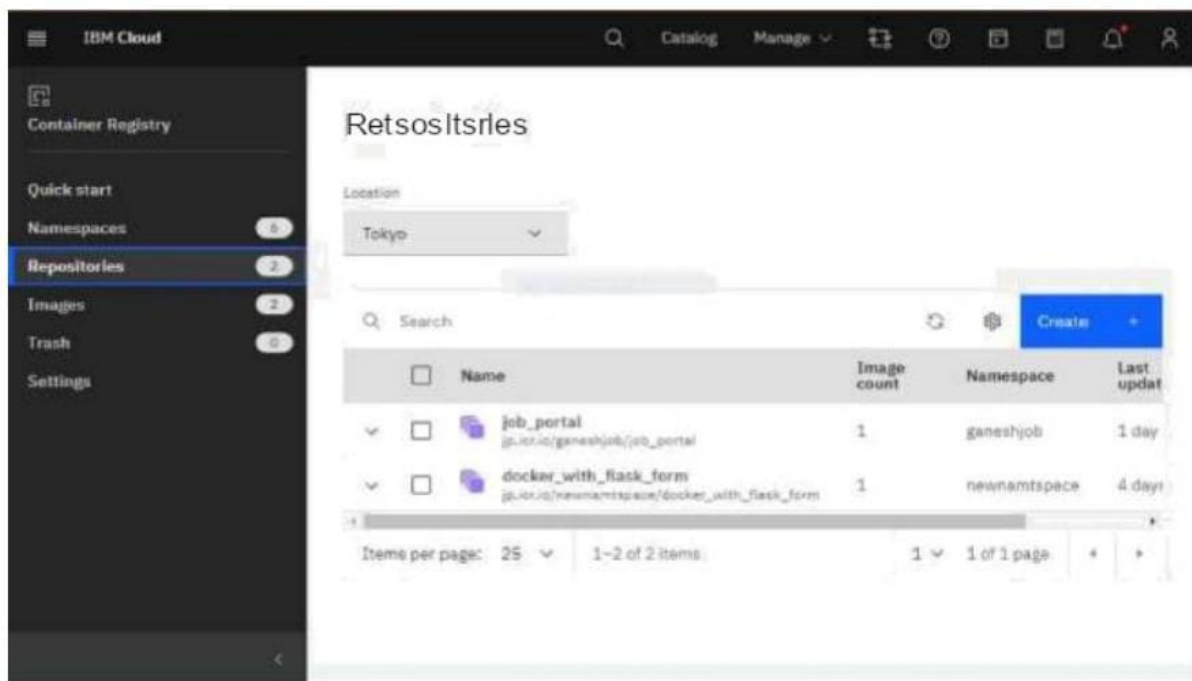 IBM Cloud
Catalog
Manage
Container Registry
Quick start
Namespaces 6
Repositories 2
Images 2
Trash 0
Settings
RetsosItsrles
Location
Tokyo
Search
Create +
Name
Image count
Namespace
Last updat
job_portal
jp.icr.io/ganeshjob/job_portal
1
ganeshjob
1 day
docker_with_flask_form
jp.icr.io/newnamtspace/docker_with_flask_form
1
newnamtspace
4 days
Items per page: 25
1-2 of 2 items
1
1 of 1 page